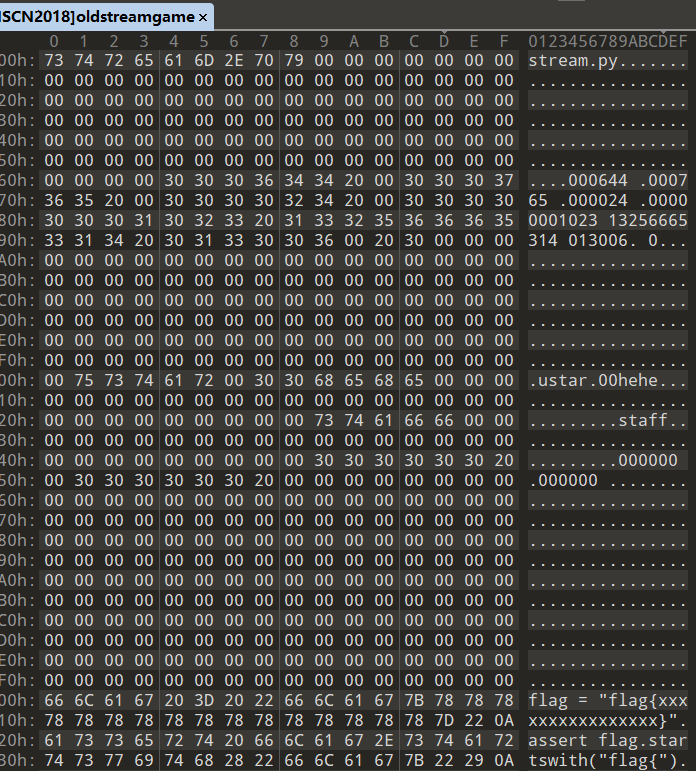 ISCN2018]oldstreamgame ×
0 1 2 3 4 5 6 7 8 9 A B C D E F 0123456789ABCDEF
00h: 73 74 72 65 61 6D 2E 70 79 00 00 00 00 00 00 00 stream.py.......
10h: 00 00 00 00 00 00 00 00 00 00 00 00 00 00 00 00 ................
20h: 00 00 00 00 00 00 00 00 00 00 00 00 00 00 00 00 ................
30h: 00 00 00 00 00 00 00 00 00 00 00 00 00 00 00 00 ................
40h: 00 00 00 00 00 00 00 00 00 00 00 00 00 00 00 00 ................
50h: 00 00 00 00 00 00 00 00 00 00 00 00 00 00 00 00 ................
60h: 00 00 00 00 30 30 30 36 34 34 20 00 30 30 30 37 ....000644 .0007
70h: 36 35 20 00 30 30 30 30 32 34 20 00 30 30 30 30 65 .000024 .0000
80h: 30 30 30 31 30 32 33 20 31 33 32 35 36 36 36 35 0001023 13256665
90h: 33 31 34 20 30 31 33 30 30 36 00 20 30 00 00 00 314 013006. 0...
A0h: 00 00 00 00 00 00 00 00 00 00 00 00 00 00 00 00 ................
B0h: 00 00 00 00 00 00 00 00 00 00 00 00 00 00 00 00 ................
C0h: 00 00 00 00 00 00 00 00 00 00 00 00 00 00 00 00 ................
D0h: 00 00 00 00 00 00 00 00 00 00 00 00 00 00 00 00 ................
E0h: 00 00 00 00 00 00 00 00 00 00 00 00 00 00 00 00 ................
F0h: 00 00 00 00 00 00 00 00 00 00 00 00 00 00 00 00 ................
00h: 00 75 73 74 61 72 00 30 30 68 65 68 65 00 00 00 .ustar.00hehe...
10h: 00 00 00 00 00 00 00 00 00 00 00 00 00 00 00 00 ................
20h: 00 00 00 00 00 00 00 00 00 73 74 61 66 66 00 00 .........staff..
30h: 00 00 00 00 00 00 00 00 00 00 00 00 00 00 00 00 ................
40h: 00 00 00 00 00 00 00 00 00 30 30 30 30 30 30 20 .........000000
50h: 00 30 30 30 30 30 30 20 00 00 00 00 00 00 00 00 .000000 ........
60h: 00 00 00 00 00 00 00 00 00 00 00 00 00 00 00 00 ................
70h: 00 00 00 00 00 00 00 00 00 00 00 00 00 00 00 00 ................
80h: 00 00 00 00 00 00 00 00 00 00 00 00 00 00 00 00 ................
90h: 00 00 00 00 00 00 00 00 00 00 00 00 00 00 00 00 ................
A0h: 00 00 00 00 00 00 00 00 00 00 00 00 00 00 00 00 ................
B0h: 00 00 00 00 00 00 00 00 00 00 00 00 00 00 00 00 ................
C0h: 00 00 00 00 00 00 00 00 00 00 00 00 00 00 00 00 ................
D0h: 00 00 00 00 00 00 00 00 00 00 00 00 00 00 00 00 ................
E0h: 00 00 00 00 00 00 00 00 00 00 00 00 00 00 00 00 ................
F0h: 00 00 00 00 00 00 00 00 00 00 00 00 00 00 00 00 ................
00h: 66 6C 61 67 20 3D 20 22 66 6C 61 67 7B 78 78 78 flag = "flag{xxx
10h: 78 78 78 78 78 78 78 78 78 78 78 78 78 7D 22 0A xxxxxxxxxxxxx}".
20h: 61 73 73 65 72 74 20 66 6C 61 67 2E 73 74 61 72 assert flag.star
30h: 74 73 77 69 74 68 28 22 66 6C 61 67 7B 22 29 0A tswith("flag{").